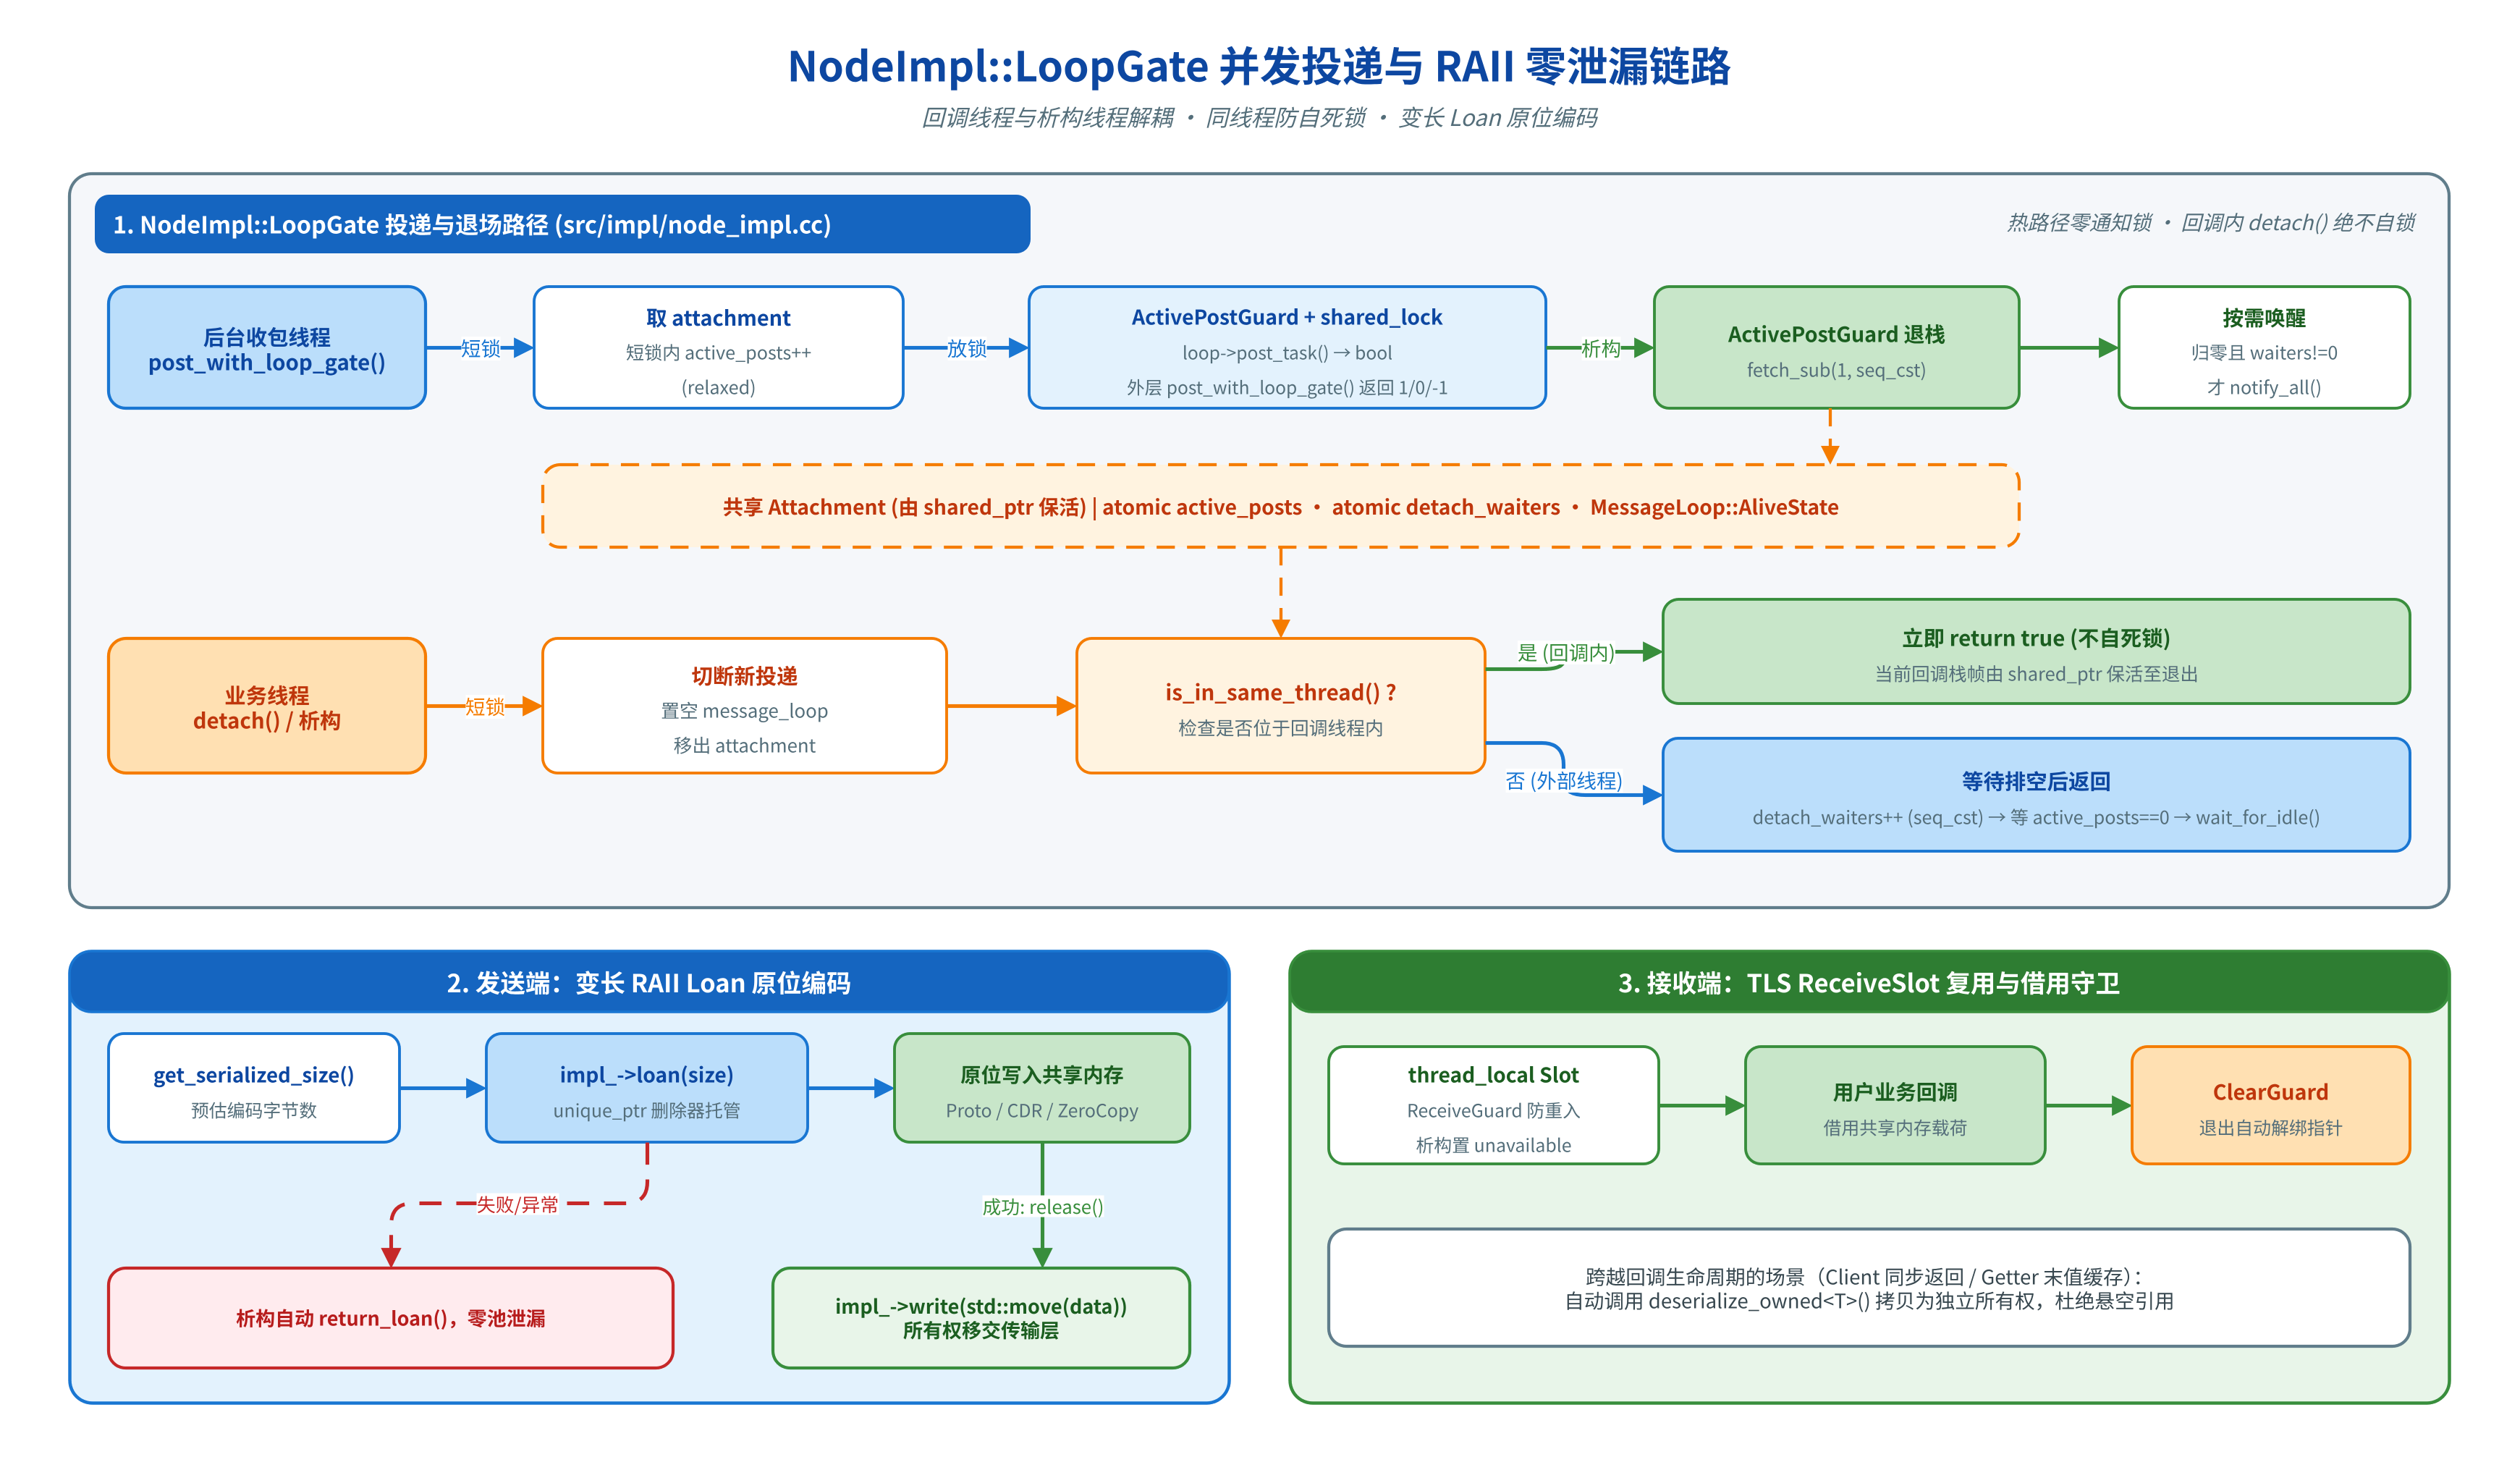 NodeImpl::LoopGate 并发投递与 RAII 零泄漏链路
回调线程与析构线程解耦 • 同线程防自死锁 • 变长 Loan 原位编码
1. NodeImpl::LoopGate 投递与退场路径 (src/impl/node_impl.cc)
热路径零通知锁 • 回调内 detach() 绝不自锁
后台收包线程
post_with_loop_gate()
短锁
取 attachment
短锁内 active_posts++
(relaxed)
放锁
ActivePostGuard + shared_lock
loop->post_task() → bool
外层 post_with_loop_gate() 返回 1/0/-1
析构
ActivePostGuard 退栈
fetch_sub(1, seq_cst)
按需唤醒
归零且 waiters!=0
才 notify_all()
共享 Attachment (由 shared_ptr 保活) | atomic active_posts • atomic detach_waiters • MessageLoop::AliveState
业务线程
detach() / 析构
短锁
切断新投递
置空 message_loop
移出 attachment
is_in_same_thread() ?
检查是否位于回调线程内
是 (回调内)
立即 return true (不自死锁)
当前回调栈帧由 shared_ptr 保活至退出
否 (外部线程)
等待排空后返回
detach_waiters++ (seq_cst) → 等 active_posts==0 → wait_for_idle()
2. 发送端：变长 RAII Loan 原位编码
get_serialized_size()
预估编码字节数
impl_->loan(size)
unique_ptr 删除器托管
原位写入共享内存
Proto / CDR / ZeroCopy
失败/异常
成功: release()
析构自动 return_loan()，零池泄漏
impl_->write(std::move(data))
所有权移交传输层
3. 接收端：TLS ReceiveSlot 复用与借用守卫
thread_local Slot
ReceiveGuard 防重入
析构置 unavailable
用户业务回调
借用共享内存载荷
ClearGuard
退出自动解绑指针
跨越回调生命周期的场景（Client 同步返回 / Getter 末值缓存）：
自动调用 deserialize_owned<T>() 拷贝为独立所有权，杜绝悬空引用